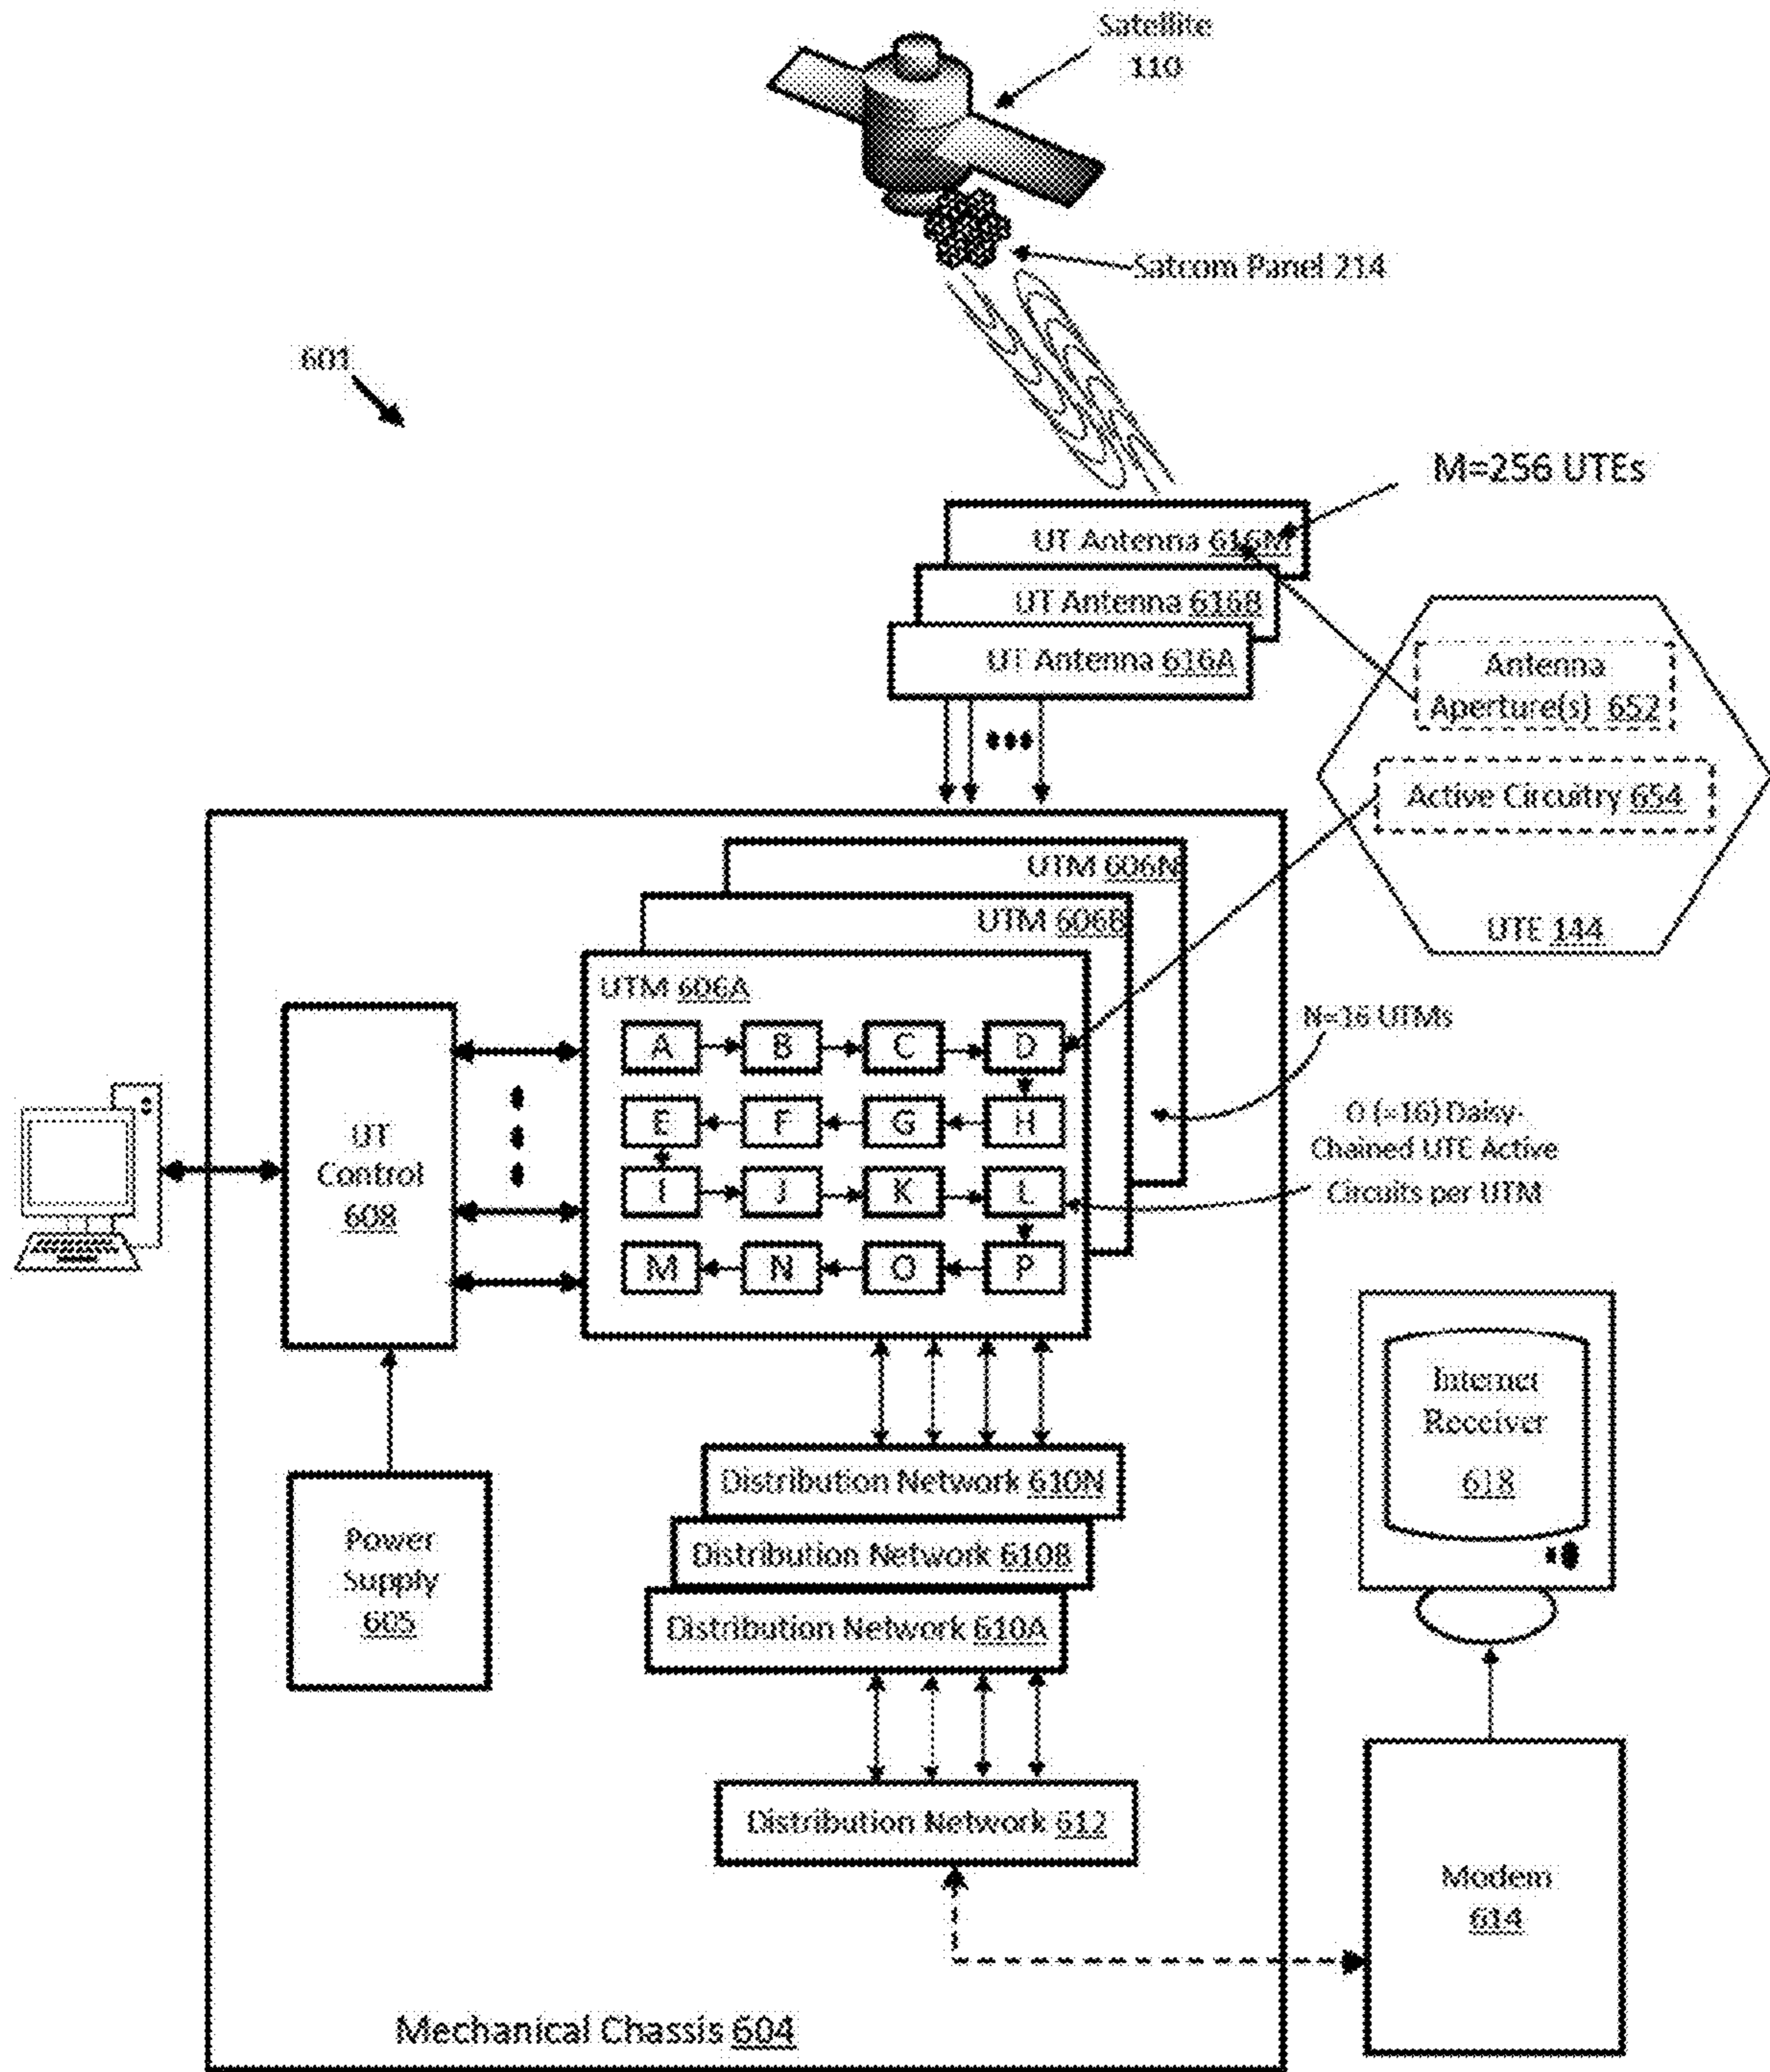 Satellite
110
Satcom Panel 214
601
M=256 UTEs
UT Antenna 616M
UT Antenna 616B
UT Antenna 616A
Antenna
Aperture(s) 652
Active Circuitry 654
UTE 144
UTM 606N
UTM 606B
UTM 606A
A B C D
E F G H
I J K L
M N O P
N=16 UTMs
O (=16) Daisy-
Chained UTE Active
Circuits per UTM
UT
Control
608
Power
Supply
605
Distribution Network 610N
Distribution Network 610B
Distribution Network 610A
Distribution Network 612
Internet
Receiver
618
Modem
614
Mechanical Chassis 604